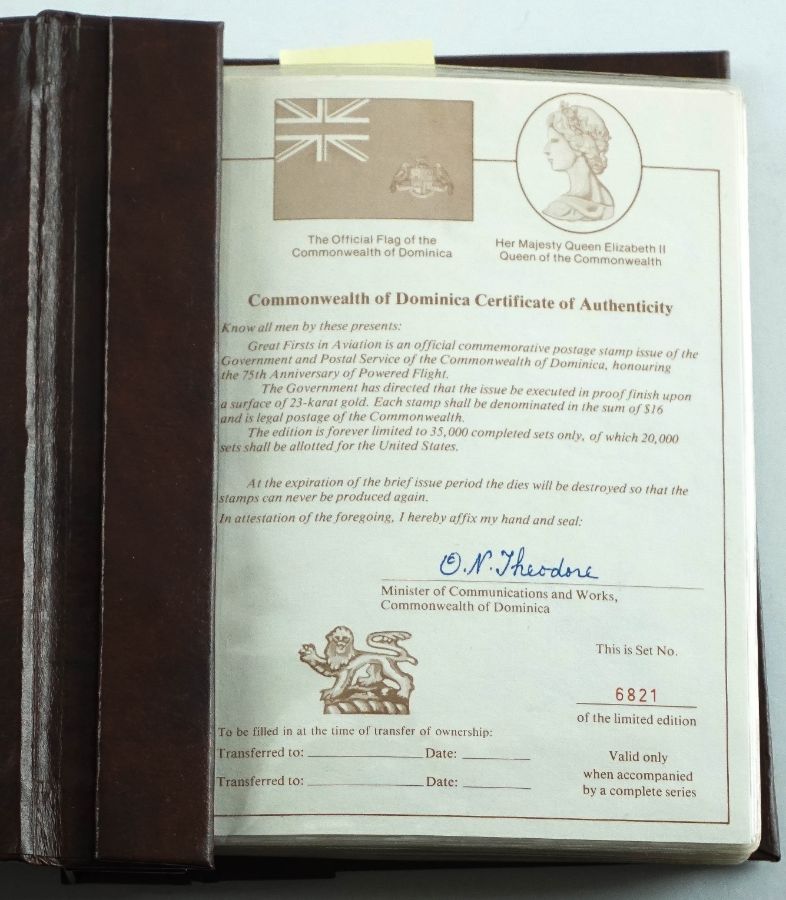 The Official Flag of the
Commonwealth of Dominica
Her Majesty Queen Elizabeth II
Queen of the Commonwealth
Commonwealth of Dominica Certificate of Authenticity
Know all men by these presents:
Great Firsts in Aviation is an official commemorative postage stamp issue of the
Government and Postal Service of the Commonwealth of Dominica, honouring
the 75th Anniversary of Powered Flight.
The Government has directed that the issue be executed in proof finish upon
a surface of 23-karat gold. Each stamp shall be denominated in the sum of $16
and is legal postage of the Commonwealth.
The edition is forever limited to 35,000 completed sets only, of which 20,000
sets shall be allotted for the United States.
At the expiration of the brief issue period the dies will be destroyed so that the
stamps can never be produced again.
In attestation of the foregoing, I hereby affix my hand and seal:
O.N. Theodore
Minister of Communications and Works,
Commonwealth of Dominica
This is Set No.
6821
of the limited edition
To be filled in at the time of transfer of ownership:
Transferred to: Date:
Transferred to: Date:
Valid only
when accompanied
by a complete series